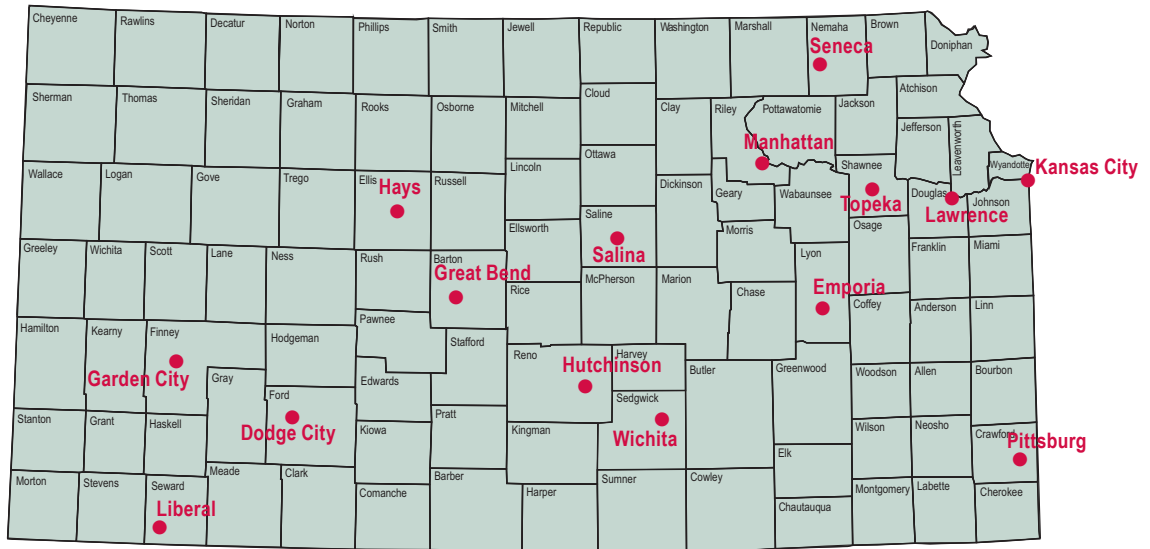 Cheyenne
Rawlins
Decatur
Norton
Phillips
Smith
Jewell
Republic
Washington
Marshall
Nemaha
Brown
Doniphan
Seneca
Sherman
Thomas
Sheridan
Graham
Rooks
Osborne
Mitchell
Cloud
Clay
Riley
Pottawatomie
Jackson
Atchison
Jefferson
Leavenworth
Manhattan
Wyandotte
Kansas City
Wallace
Logan
Gove
Trego
Ellis
Hays
Russell
Lincoln
Ottawa
Dickinson
Geary
Wabaunsee
Shawnee
Topeka
Douglas
Lawrence
Johnson
Saline
Salina
Ellsworth
Morris
Osage
Greeley
Wichita
Scott
Lane
Ness
Rush
Barton
Great Bend
Rice
McPherson
Marion
Chase
Lyon
Emporia
Franklin
Miami
Coffey
Anderson
Linn
Hamilton
Kearny
Finney
Garden City
Hodgeman
Pawnee
Stafford
Edwards
Gray
Ford
Dodge City
Reno
Hutchinson
Harvey
Sedgwick
Wichita
Butler
Greenwood
Woodson
Allen
Bourbon
Stanton
Grant
Haskell
Kiowa
Pratt
Kingman
Wilson
Neosho
Crawford
Pittsburg
Elk
Morton
Stevens
Seward
Liberal
Meade
Clark
Comanche
Barber
Harper
Sumner
Cowley
Chautauqua
Montgomery
Labette
Cherokee